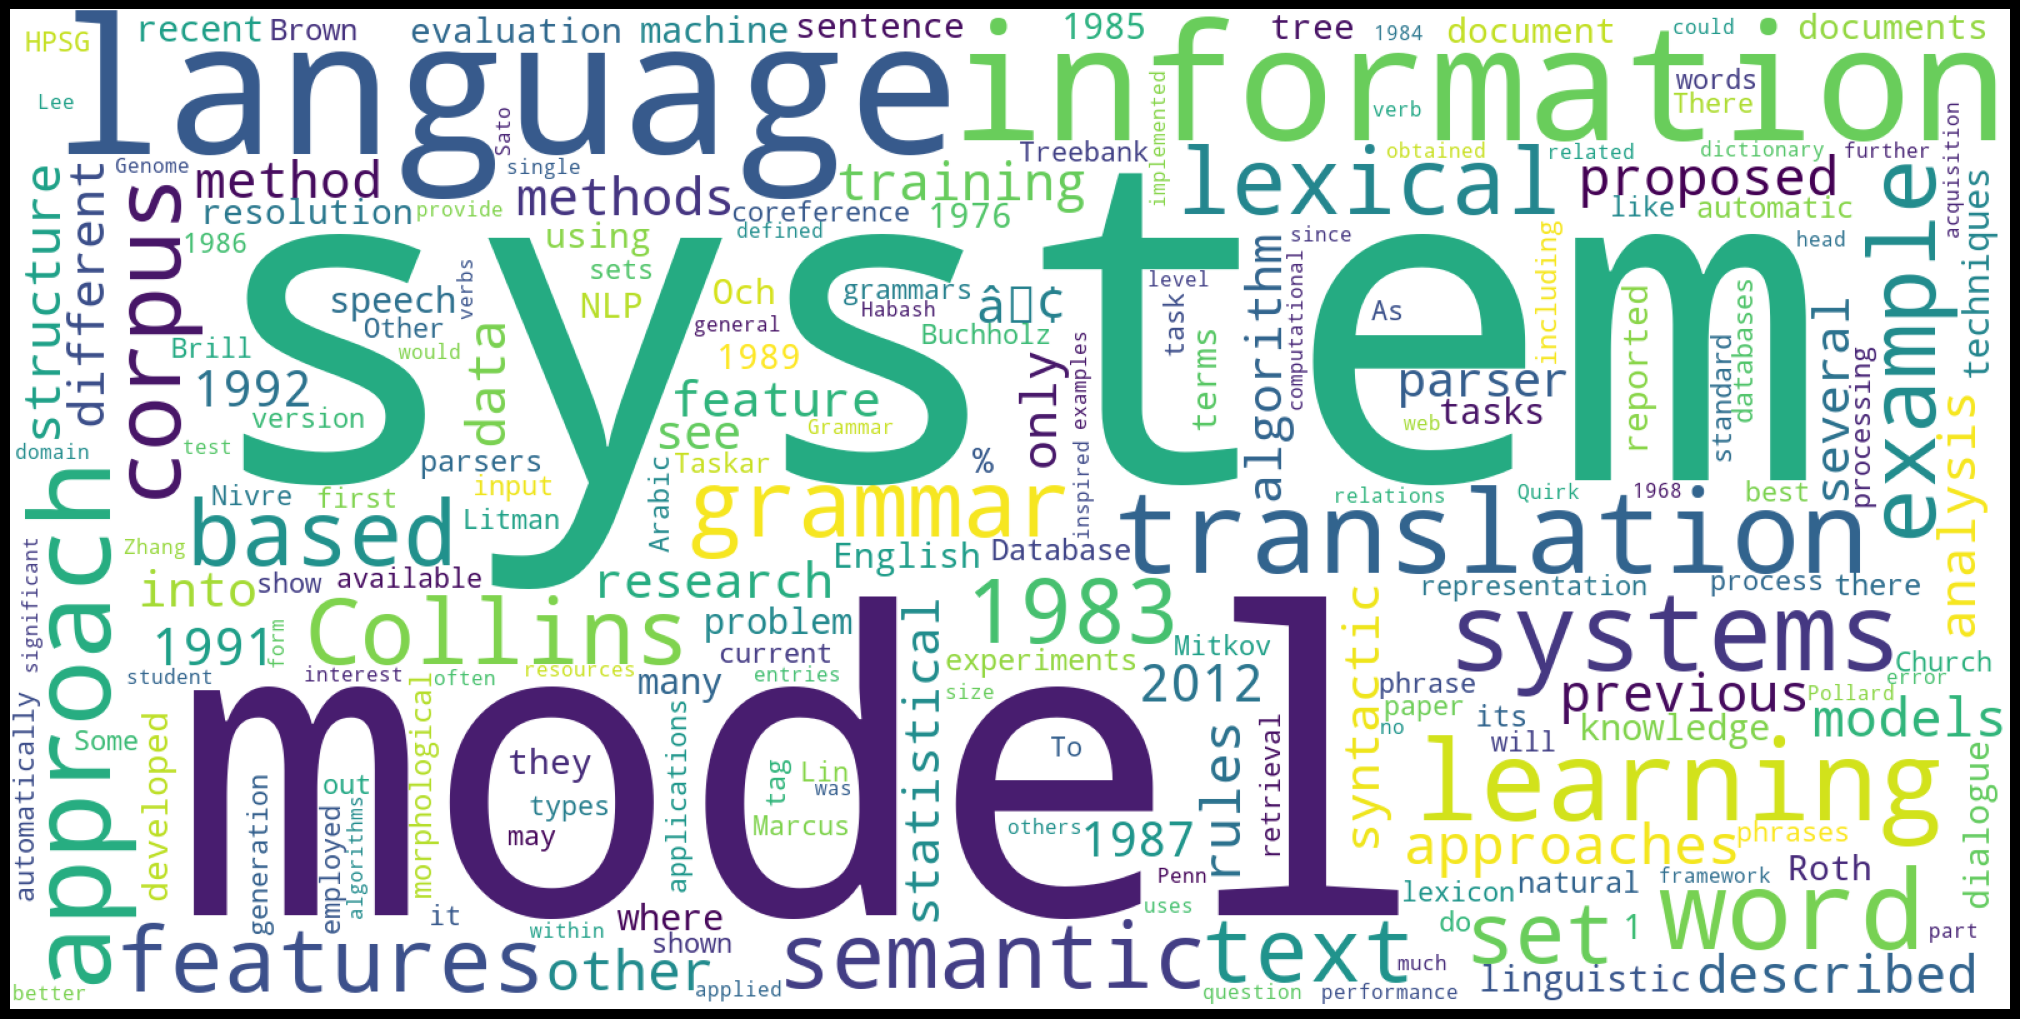 HPSG recent Brown evaluation machine sentence 1985 tree 1984 document could documents
language information
Lee Sato implemented verb words There acquisition
Genome single Treebank obtained related dictionary further
structure different corpus method methods training lexical proposed example techniques
resolution provide coreference 1976 like automatic
1986 using defined since head
system
sets verbs speech NLP Och grammars Habash â▯¢ level task algorithm computational As including reported databases several
Other general Buchholz standard processing
Brill would data 1989 only examples inspired terms parser
1992 feature tasks
version see Grammar web
domain test parsers Taskar % analysis
approach based Nivre first input Arabic grammar relations Quirk 1968 best
Litman translation
significant Zhang English Database
into show available research representation process there
1991 form Collins problem statistical 1983 Mitkov syntactic systems
student interest often resources many current entries experiments size 2012 phrase previous Church error
automatically Some developed morphological applications rules retrieval paper no its will knowledge Pollard models
model
they To learning dialogue
generation employed out algorithms types tag Lin was
may Marcus others 1987 approaches phrases
Penn Roth
it where uses lexicon natural framework word
features within shown semantic text do set 1 part
other much linguistic described
better applied question performance